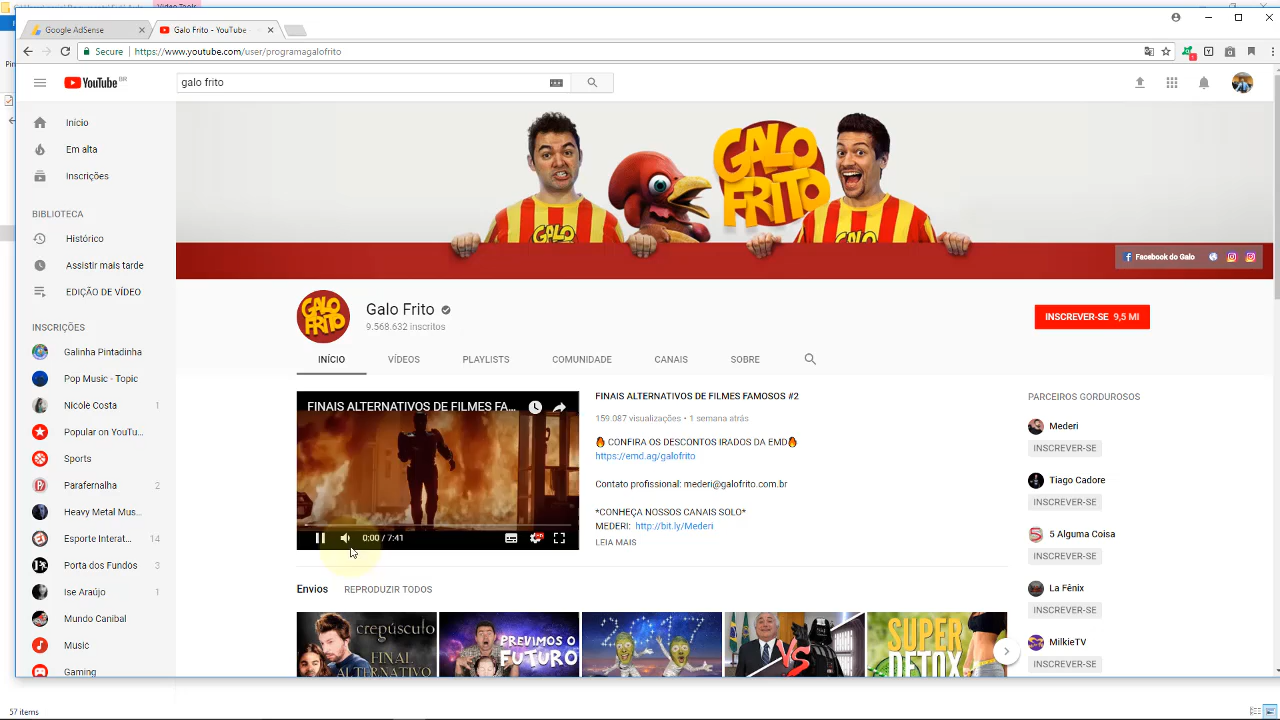 Video Tools
Google AdSense
Galo Frito - YouTube
Secure
https://www.youtube.com/user/programagalofrito
YouTube BR
galo frito
Início
Em alta
Inscrições
BIBLIOTECA
Histórico
Assistir mais tarde
EDIÇÃO DE VÍDEO
INSCRIÇÕES
Galinha Pintadinha
Pop Music - Topic
Nicole Costa 1
Popular on YouTu...
Sports
Parafernalha 2
Heavy Metal Mus...
Esporte Interat... 14
Porta dos Fundos 3
Ise Araújo 1
Mundo Canibal
Music
Gaming
GALO
FRITO
Facebook do Galo
GALO
FRITO
Galo Frito
9.568.632 inscritos
INSCREVER-SE 9,5 MI
INÍCIO
VÍDEOS
PLAYLISTS
COMUNIDADE
CANAIS
SOBRE
FINAIS ALTERNATIVOS DE FILMES FA...
0:00 / 7:41
FINAIS ALTERNATIVOS DE FILMES FAMOSOS #2
159.087 visualizações • 1 semana atrás
CONFIRA OS DESCONTOS IRADOS DA EMD
https://emd.ag/galofrito
Contato profissional: mederi@galofrito.com.br
*CONHEÇA NOSSOS CANAIS SOLO*
MEDERI: http://bit.ly/Mederi
LEIA MAIS
PARCEIROS GORDUROSOS
Mederi
INSCREVER-SE
Tiago Cadore
INSCREVER-SE
5 Alguma Coisa
INSCREVER-SE
La Fênix
INSCREVER-SE
MilkieTV
INSCREVER-SE
Envios
REPRODUZIR TODOS
crepúsculo
FINAL
ALTERNATIVO
PREVIMOS O
FUTURO
VS
SUPER
DETOX
57 items